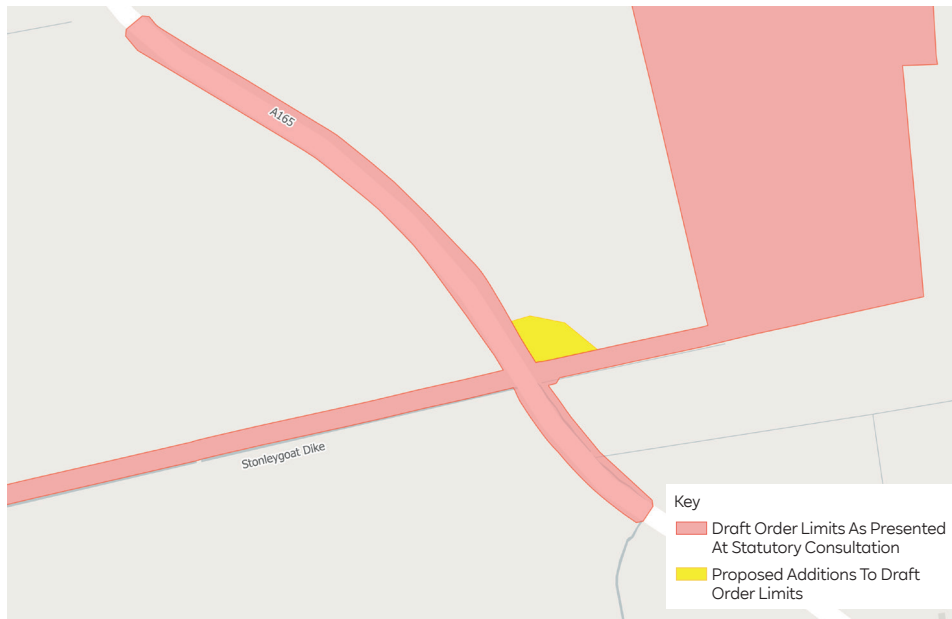 A165
Stonleygoat Dike
Key
Draft Order Limits As Presented
At Statutory Consultation
Proposed Additions To Draft
Order Limits